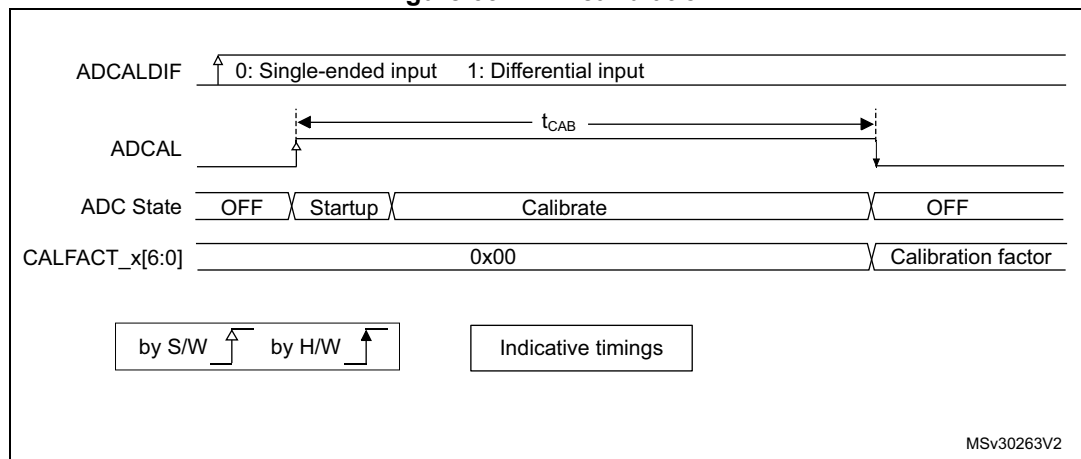 ADCALDIF 0: Single-ended input 1: Differential input
tCAB
ADCAL
ADC State OFF Startup Calibrate OFF
CALFACT_x[6:0] 0x00 Calibration factor
by S/W by H/W Indicative timings
MSv30263V2